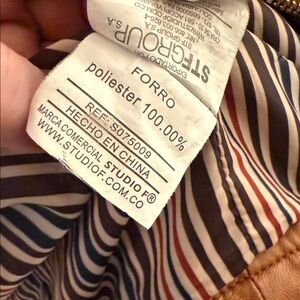 STFGROUP S.A
FORRO
poliester 100.00%
REF: S075009
HECHO EN CHINA
MARCA COMERCIAL STUDIO F®
WWW.STUDIOF.COM.CO